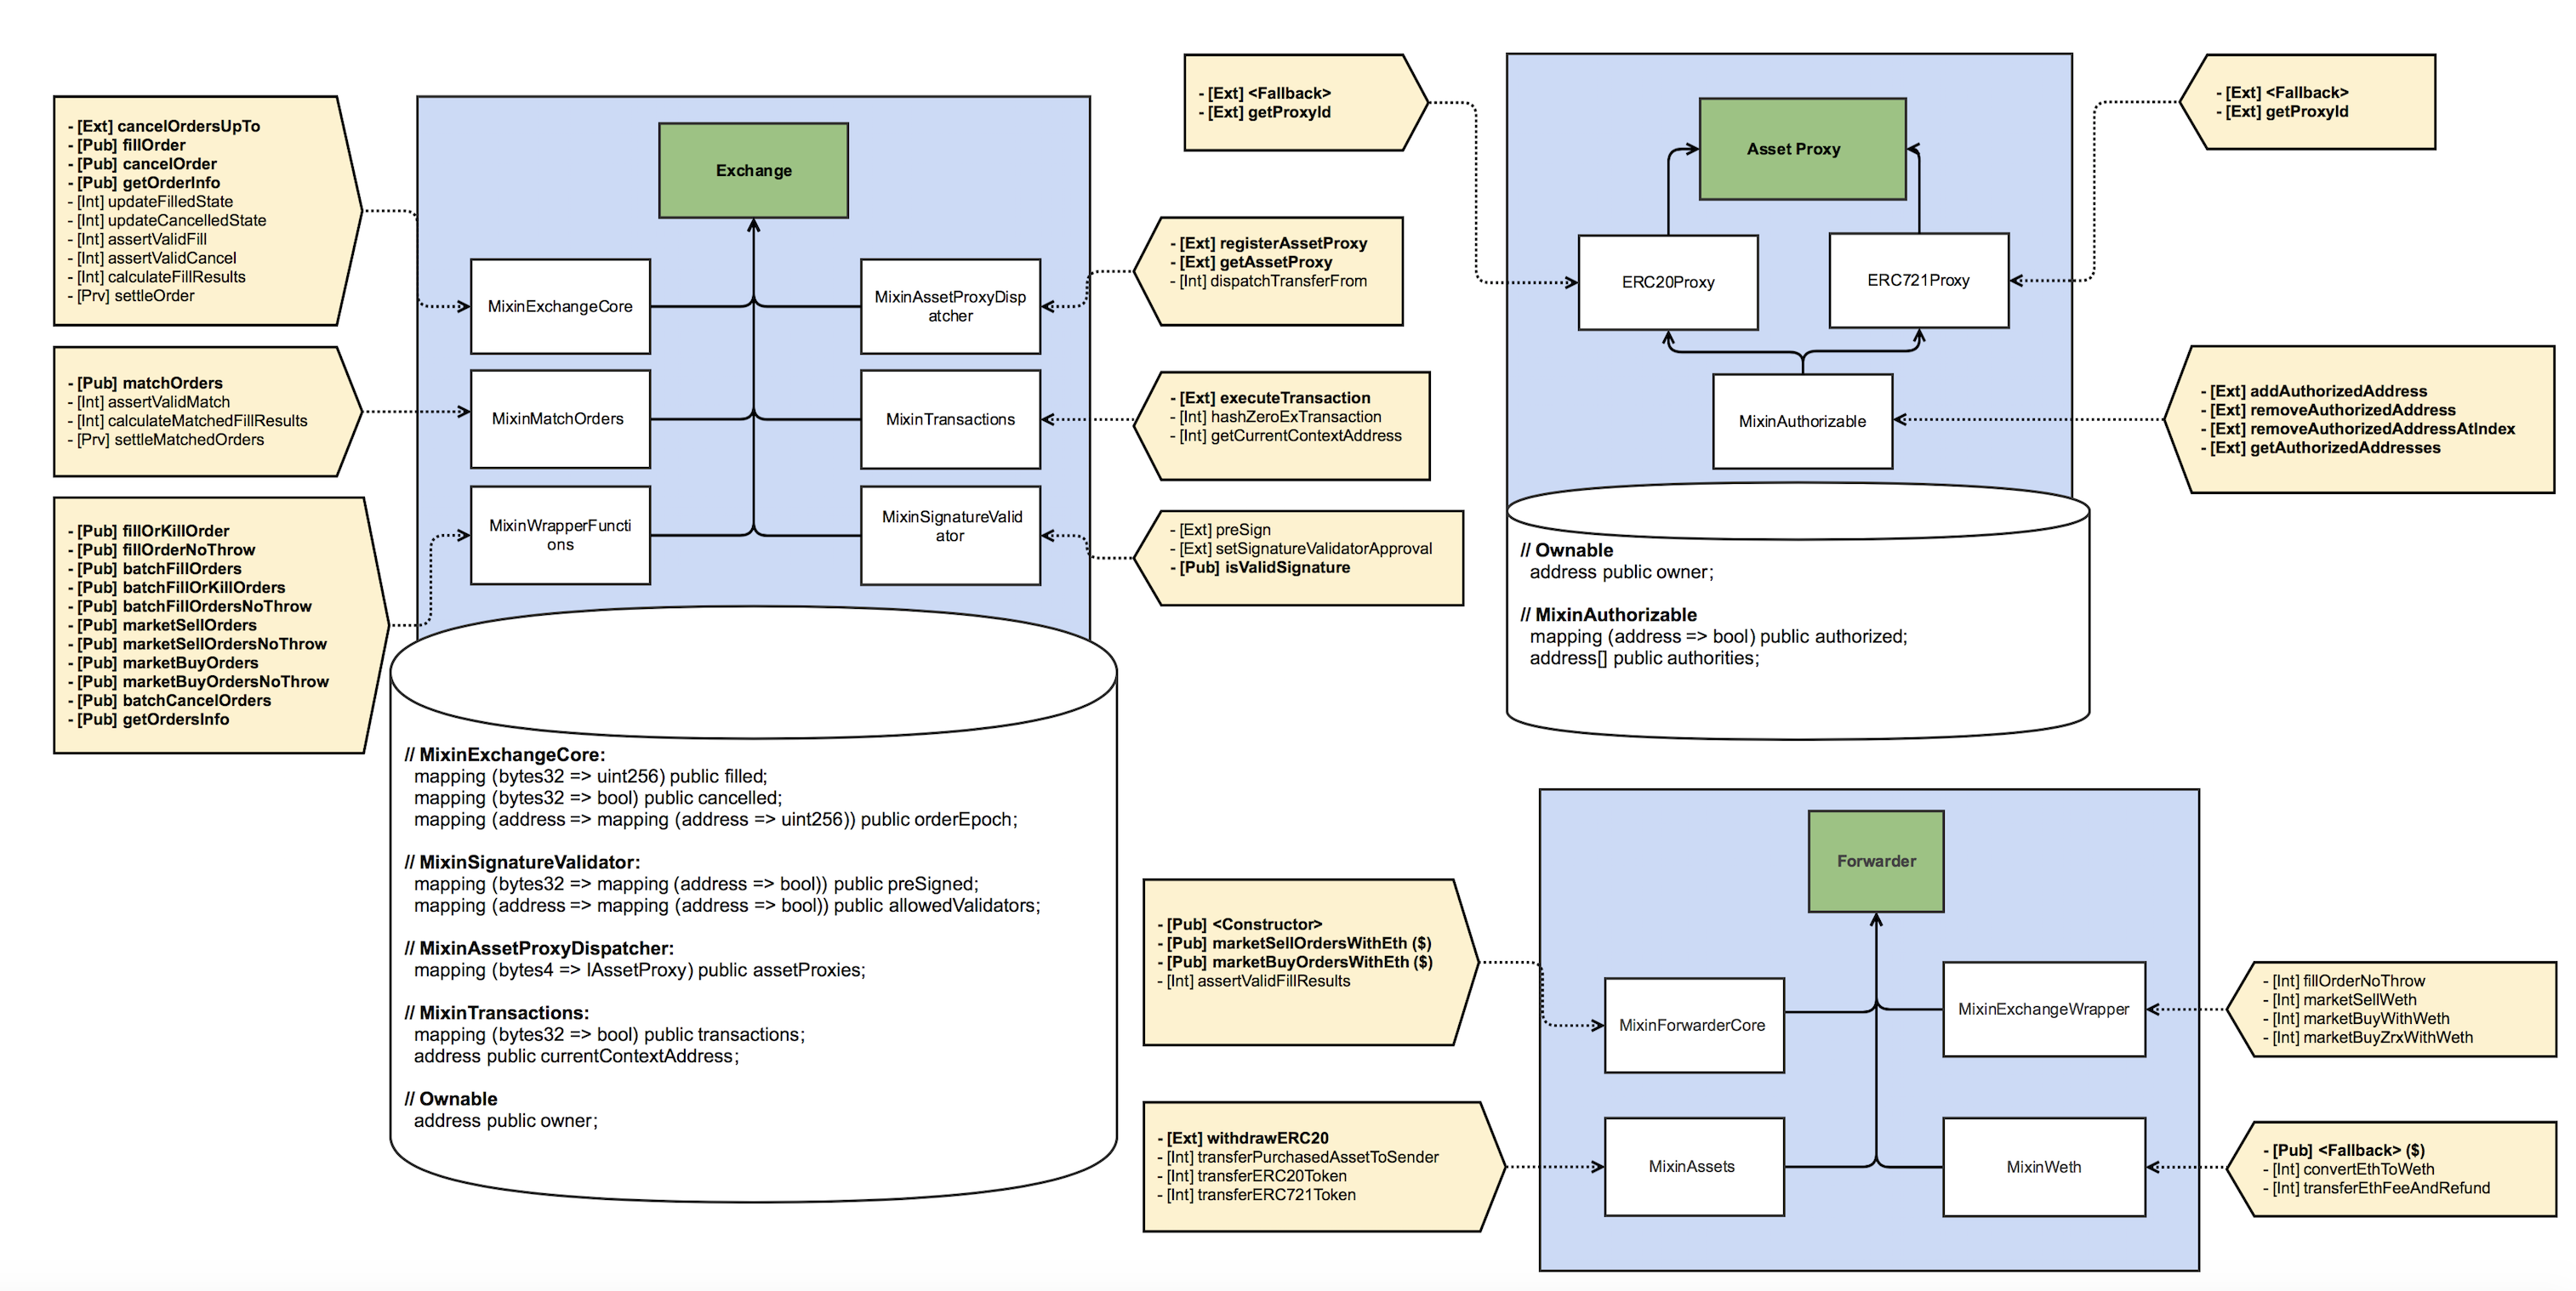 - [Ext] cancelOrdersUpTo
- [Pub] fillOrder
- [Pub] cancelOrder
- [Pub] getOrderInfo
- [Int] updateFilledState
- [Int] updateCancelledState
- [Int] assertValidFill
- [Int] assertValidCancel
- [Int] calculateFillResults
- [Prv] settleOrder
- [Pub] matchOrders
- [Int] assertValidMatch
- [Int] calculateMatchedFillResults
- [Prv] settleMatchedOrders
- [Pub] fillOrKillOrder
- [Pub] fillOrderNoThrow
- [Pub] batchFillOrders
- [Pub] batchFillOrKillOrders
- [Pub] batchFillOrdersNoThrow
- [Pub] marketSellOrders
- [Pub] marketSellOrdersNoThrow
- [Pub] marketBuyOrders
- [Pub] marketBuyOrdersNoThrow
- [Pub] batchCancelOrders
- [Pub] getOrdersInfo
Exchange
MixinExchangeCore
MixinAssetProxyDisp
atcher
MixinMatchOrders
MixinTransactions
MixinWrapperFuncti
ons
MixinSignatureValid
ator
// MixinExchangeCore:
mapping (bytes32 => uint256) public filled;
mapping (bytes32 => bool) public cancelled;
mapping (address => mapping (address => uint256)) public orderEpoch;
// MixinSignatureValidator:
mapping (bytes32 => mapping (address => bool)) public preSigned;
mapping (address => mapping (address => bool)) public allowedValidators;
// MixinAssetProxyDispatcher:
mapping (bytes4 => IAssetProxy) public assetProxies;
// MixinTransactions:
mapping (bytes32 => bool) public transactions;
address public currentContextAddress;
// Ownable
address public owner;
- [Ext] registerAssetProxy
- [Ext] getAssetProxy
- [Int] dispatchTransferFrom
- [Ext] executeTransaction
- [Int] hashZeroExTransaction
- [Int] getCurrentContextAddress
- [Ext] preSign
- [Ext] setSignatureValidatorApproval
- [Pub] isValidSignature
- [Ext] <Fallback>
- [Ext] getProxyId
Asset Proxy
ERC20Proxy
ERC721Proxy
MixinAuthorizable
- [Ext] <Fallback>
- [Ext] getProxyId
- [Ext] addAuthorizedAddress
- [Ext] removeAuthorizedAddress
- [Ext] removeAuthorizedAddressAtIndex
- [Ext] getAuthorizedAddresses
// Ownable
address public owner;
// MixinAuthorizable
mapping (address => bool) public authorized;
address[] public authorities;
- [Pub] <Constructor>
- [Pub] marketSellOrdersWithEth ($)
- [Pub] marketBuyOrdersWithEth ($)
- [Int] assertValidFillResults
- [Ext] withdrawERC20
- [Int] transferPurchasedAssetToSender
- [Int] transferERC20Token
- [Int] transferERC721Token
Forwarder
MixinForwarderCore
MixinExchangeWrapper
MixinAssets
MixinWeth
- [Int] fillOrderNoThrow
- [Int] marketSellWeth
- [Int] marketBuyWithWeth
- [Int] marketBuyZrxWithWeth
- [Pub] <Fallback> ($)
- [Int] convertEthToWeth
- [Int] transferEthFeeAndRefund